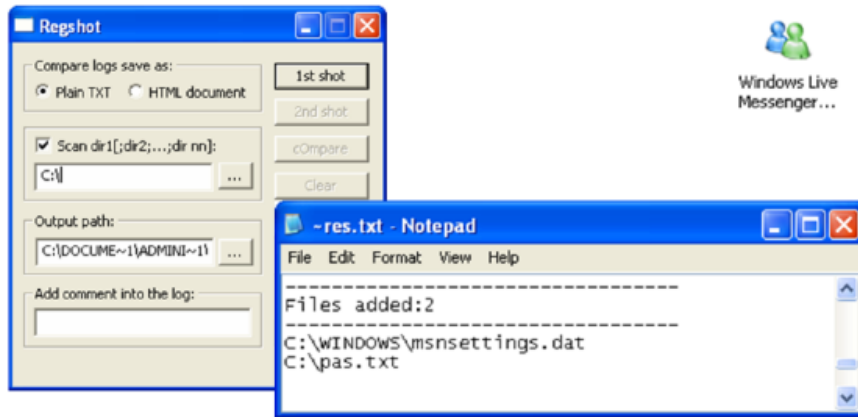 Regshot
Compare logs save as:
Plain TXT
HTML document
1st shot
2nd shot
Scan dir1[;dir2;...;dir nn]:
cOmpare
C:\
...
Clear
Output path:
C:\DOCUME~1\ADMINI~1\
...
Add comment into the log:
Windows Live
Messenger...
~res.txt - Notepad
File Edit Format View Help
----------------------------------
Files added:2
----------------------------------
C:\WINDOWS\msnsettings.dat
C:\pas.txt